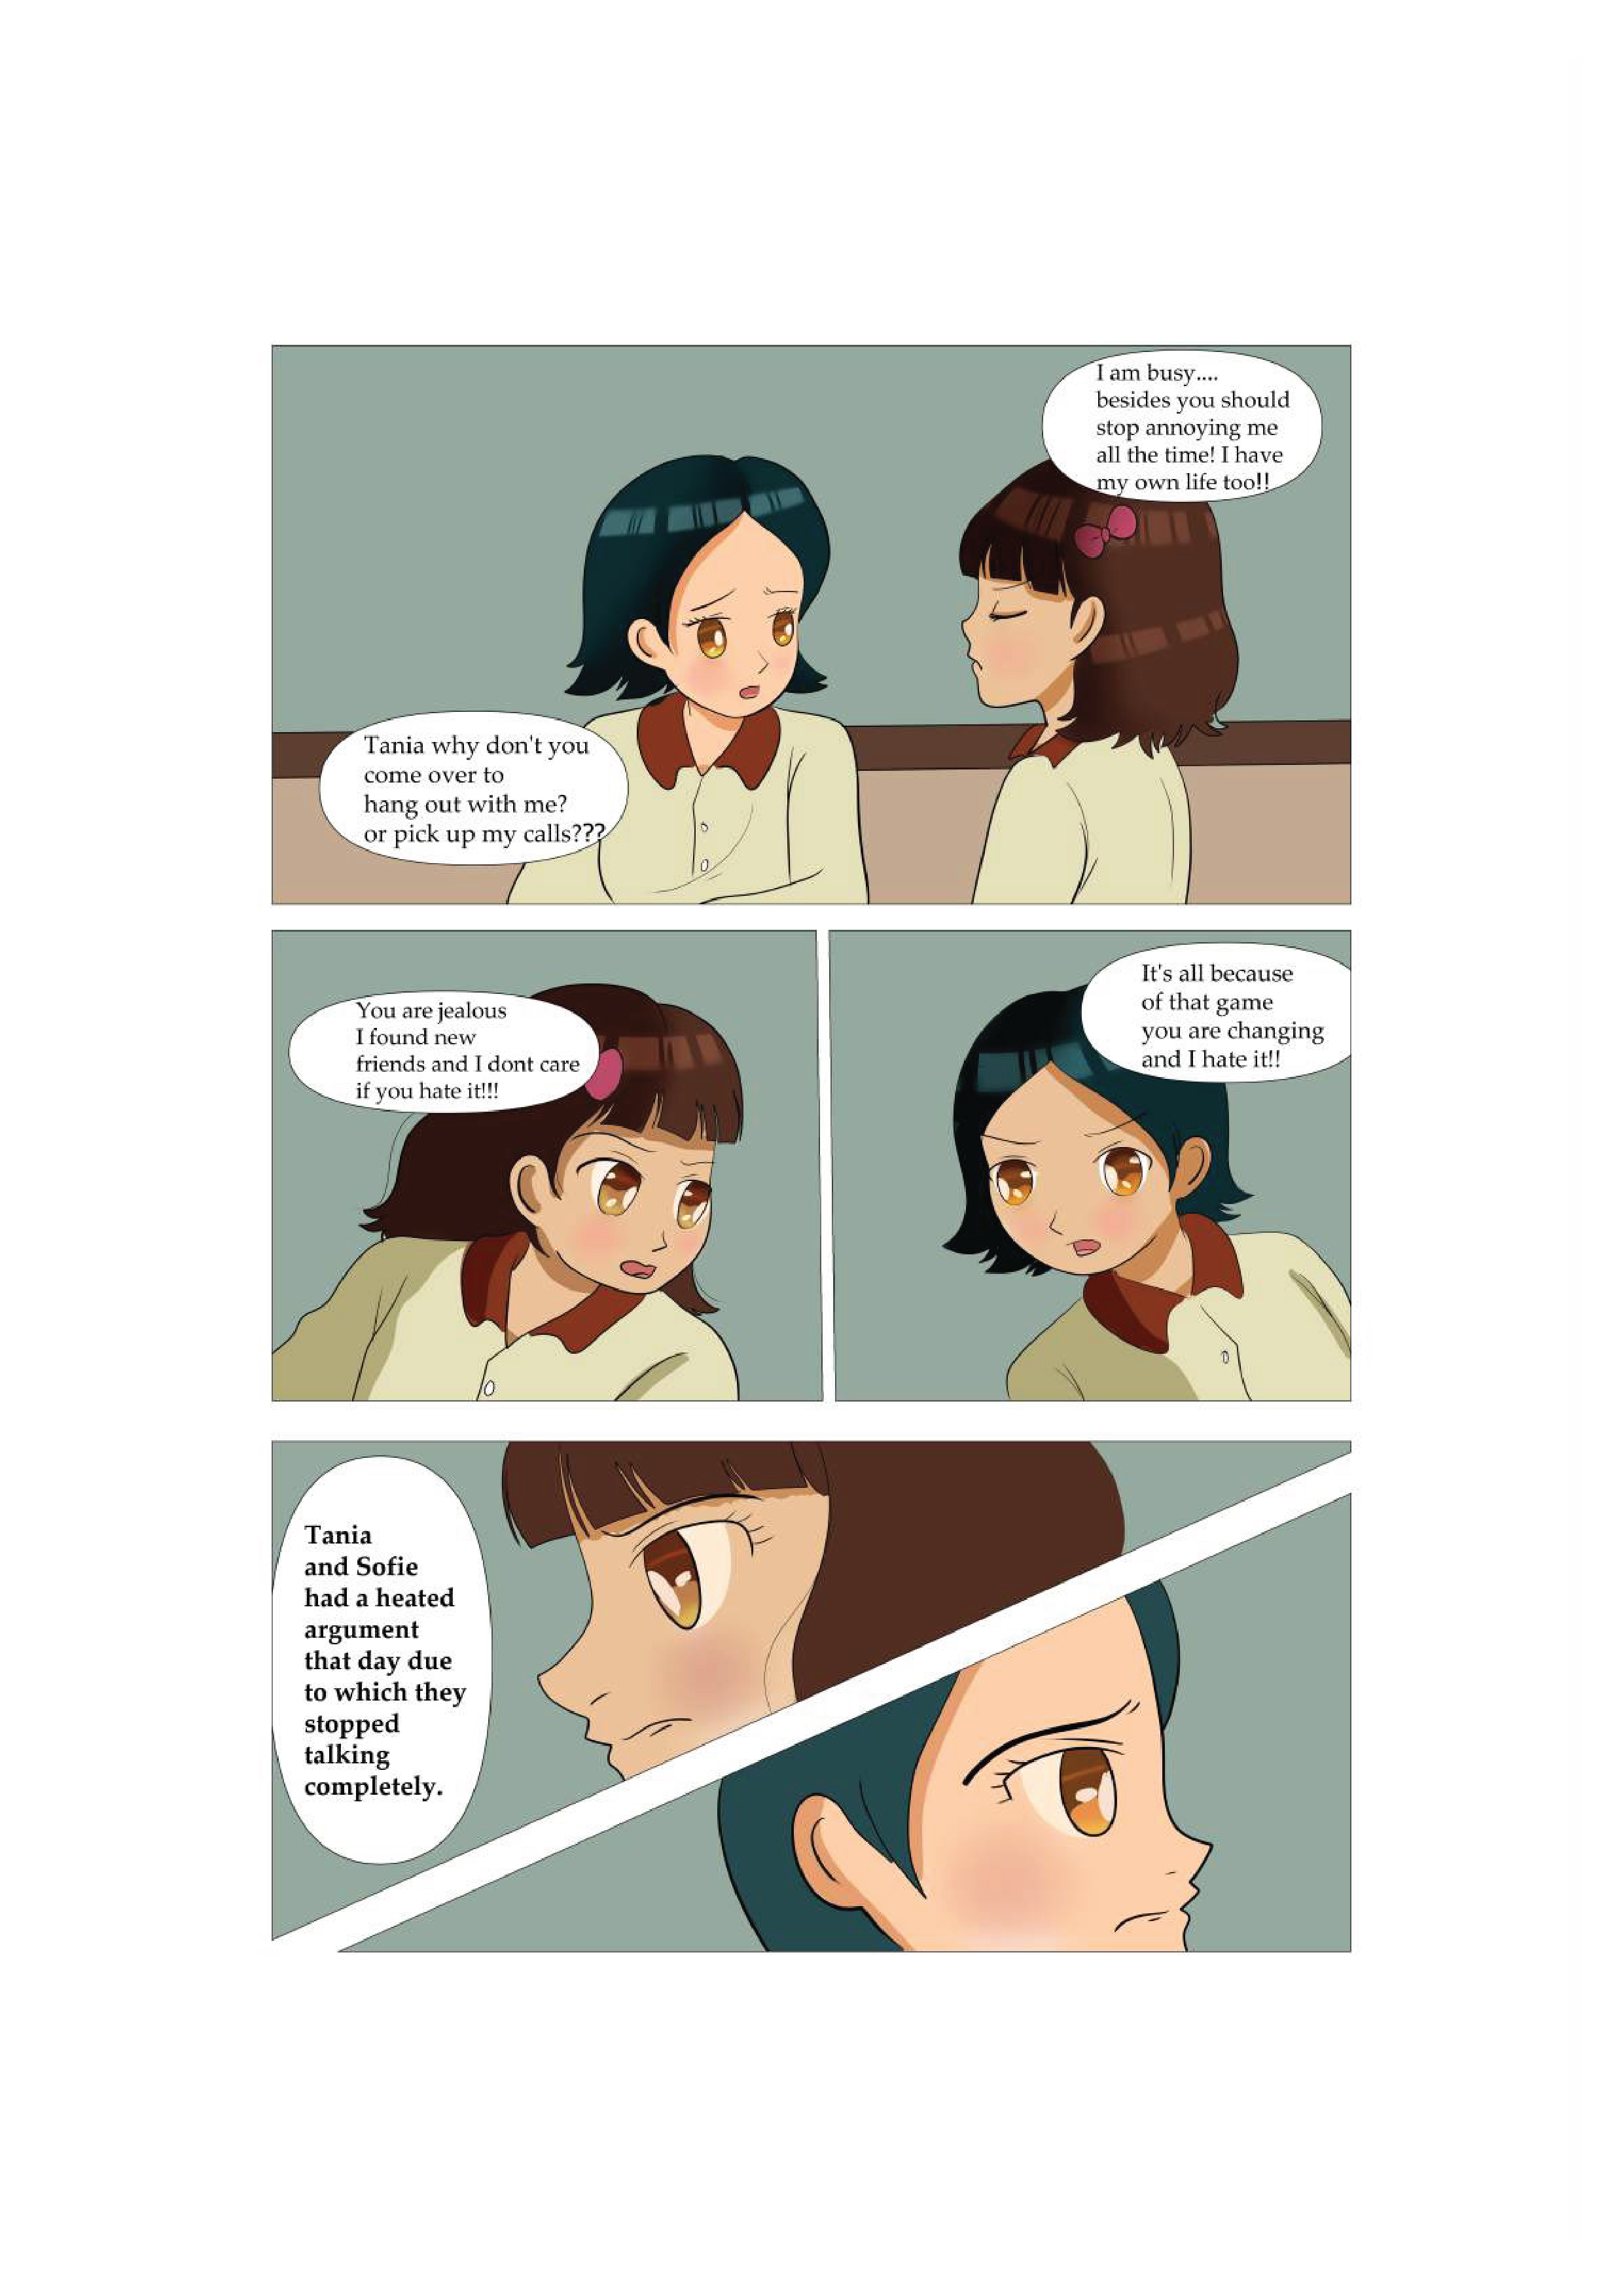 Tania why don't you
come over to
hang out with me?
or pick up my calls???
I am busy....
besides you should
stop annoying me
all the time! I have
my own life too!!
You are jealous
I found new
friends and I dont care
if you hate it!!!
It's all because
of that game
you are changing
and I hate it!!
Tania
and Sofie
had a heated
argument
that day due
to which they
stopped
talking
completely.